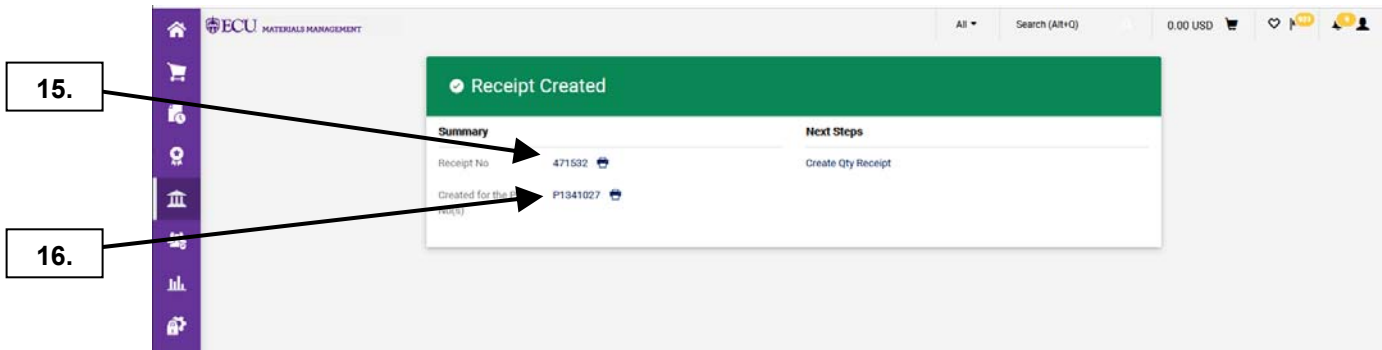 ECU MATERIALS MANAGEMENT
All Search (Alt+Q) 0.00 USD
15.
Receipt Created
Summary Next Steps
Receipt No 471532 Create Qty Receipt
Created for the P1341027
No(s)
16.